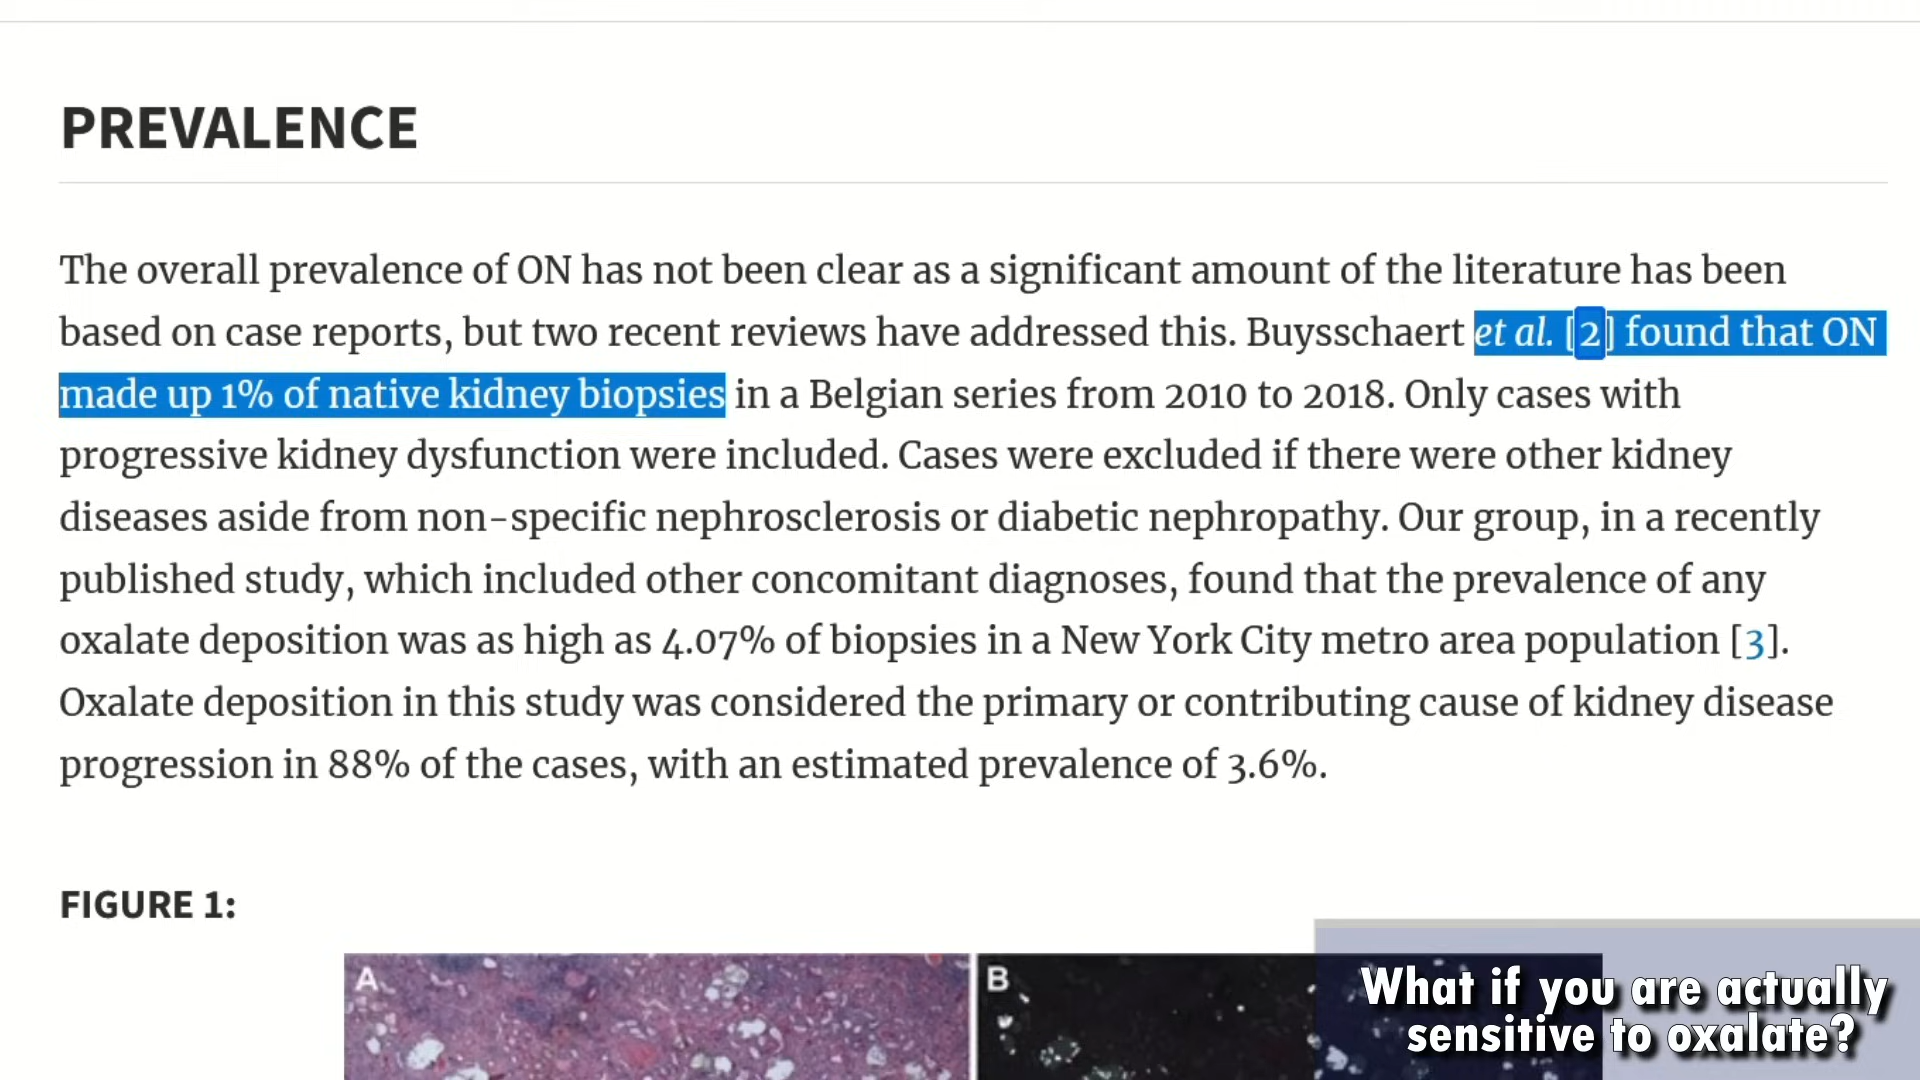 PREVALENCE
The overall prevalence of ON has not been clear as a significant amount of the literature has been
based on case reports, but two recent reviews have addressed this. Buysschaert et al. [2] found that ON
made up 1% of native kidney biopsies in a Belgian series from 2010 to 2018. Only cases with
progressive kidney dysfunction were included. Cases were excluded if there were other kidney
diseases aside from non-specific nephrosclerosis or diabetic nephropathy. Our group, in a recently
published study, which included other concomitant diagnoses, found that the prevalence of any
oxalate deposition was as high as 4.07% of biopsies in a New York City metro area population [3].
Oxalate deposition in this study was considered the primary or contributing cause of kidney disease
progression in 88% of the cases, with an estimated prevalence of 3.6%.
FIGURE 1:
A
B
What if you are actually
sensitive to oxalate?